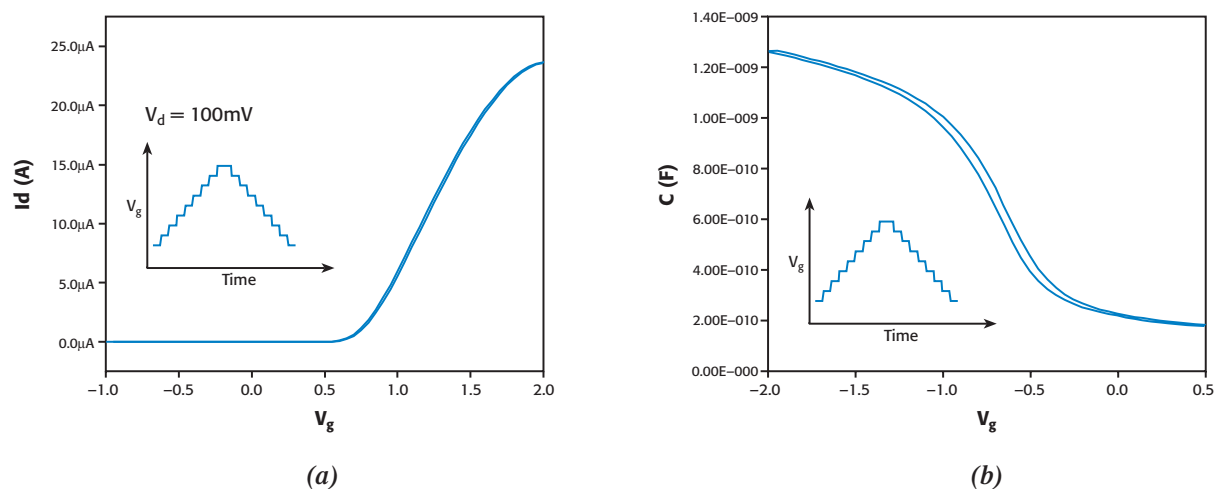 25.0µA
20.0µA
15.0µA
10.0µA
5.0µA
0.0µA
Id (A)
V_d = 100mV
V_g
Time
−1.0 −0.5 0.0 0.5 1.0 1.5 2.0
V_g
(a)
1.40E−009
1.20E−009
1.00E−009
8.00E−010
6.00E−010
4.00E−010
2.00E−010
0.00E−000
C (F)
V_g
Time
−2.0 −1.5 −1.0 −0.5 0.0 0.5
V_g
(b)